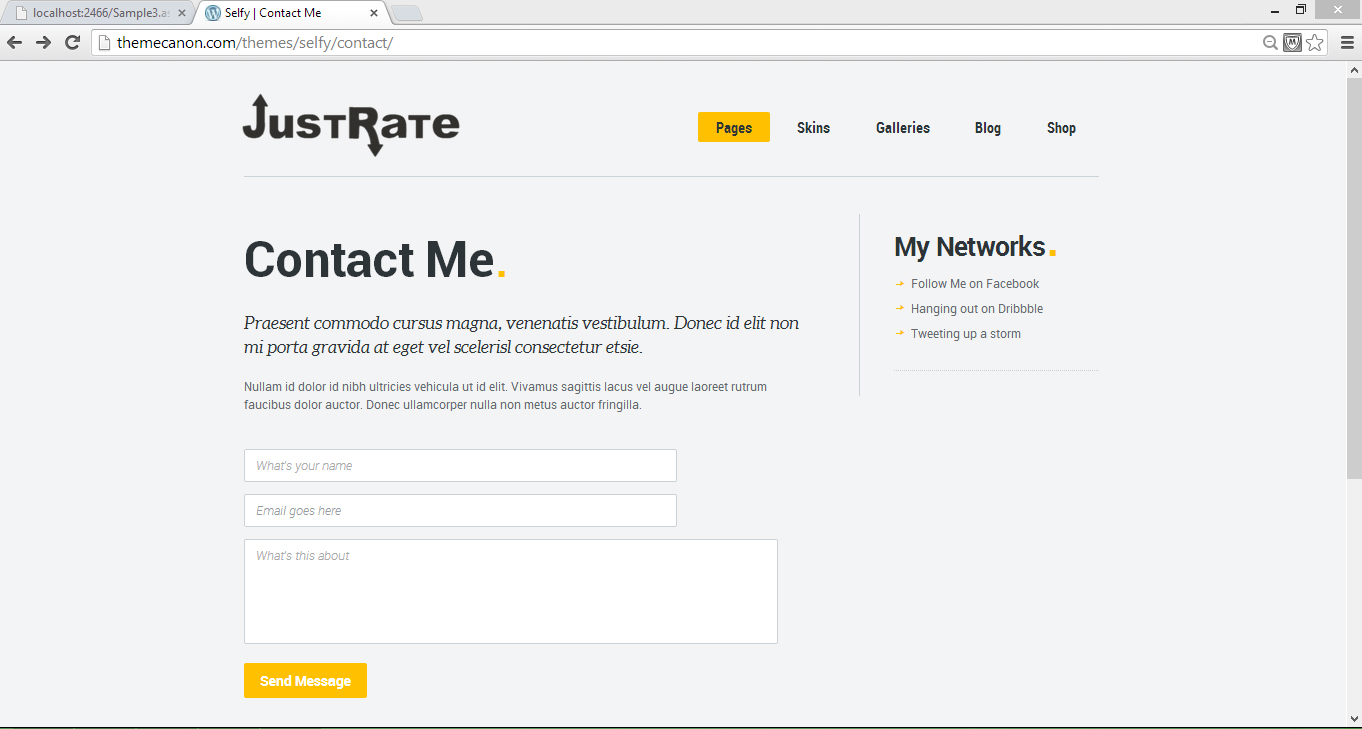 localhost:2466/Sample3.as
Selfy | Contact Me
themecanon.com/themes/selfy/contact/
JustRate
Pages Skins Galleries Blog Shop
Contact Me.
Praesent commodo cursus magna, venenatis vestibulum. Donec id elit non
mi porta gravida at eget vel scelerisl consectetur etsie.
Nullam id dolor id nibh ultricies vehicula ut id elit. Vivamus sagittis lacus vel augue laoreet rutrum
faucibus dolor auctor. Donec ullamcorper nulla non metus auctor fringilla.
What's your name
Email goes here
What's this about
Send Message
My Networks.
Follow Me on Facebook
Hanging out on Dribbble
Tweeting up a storm